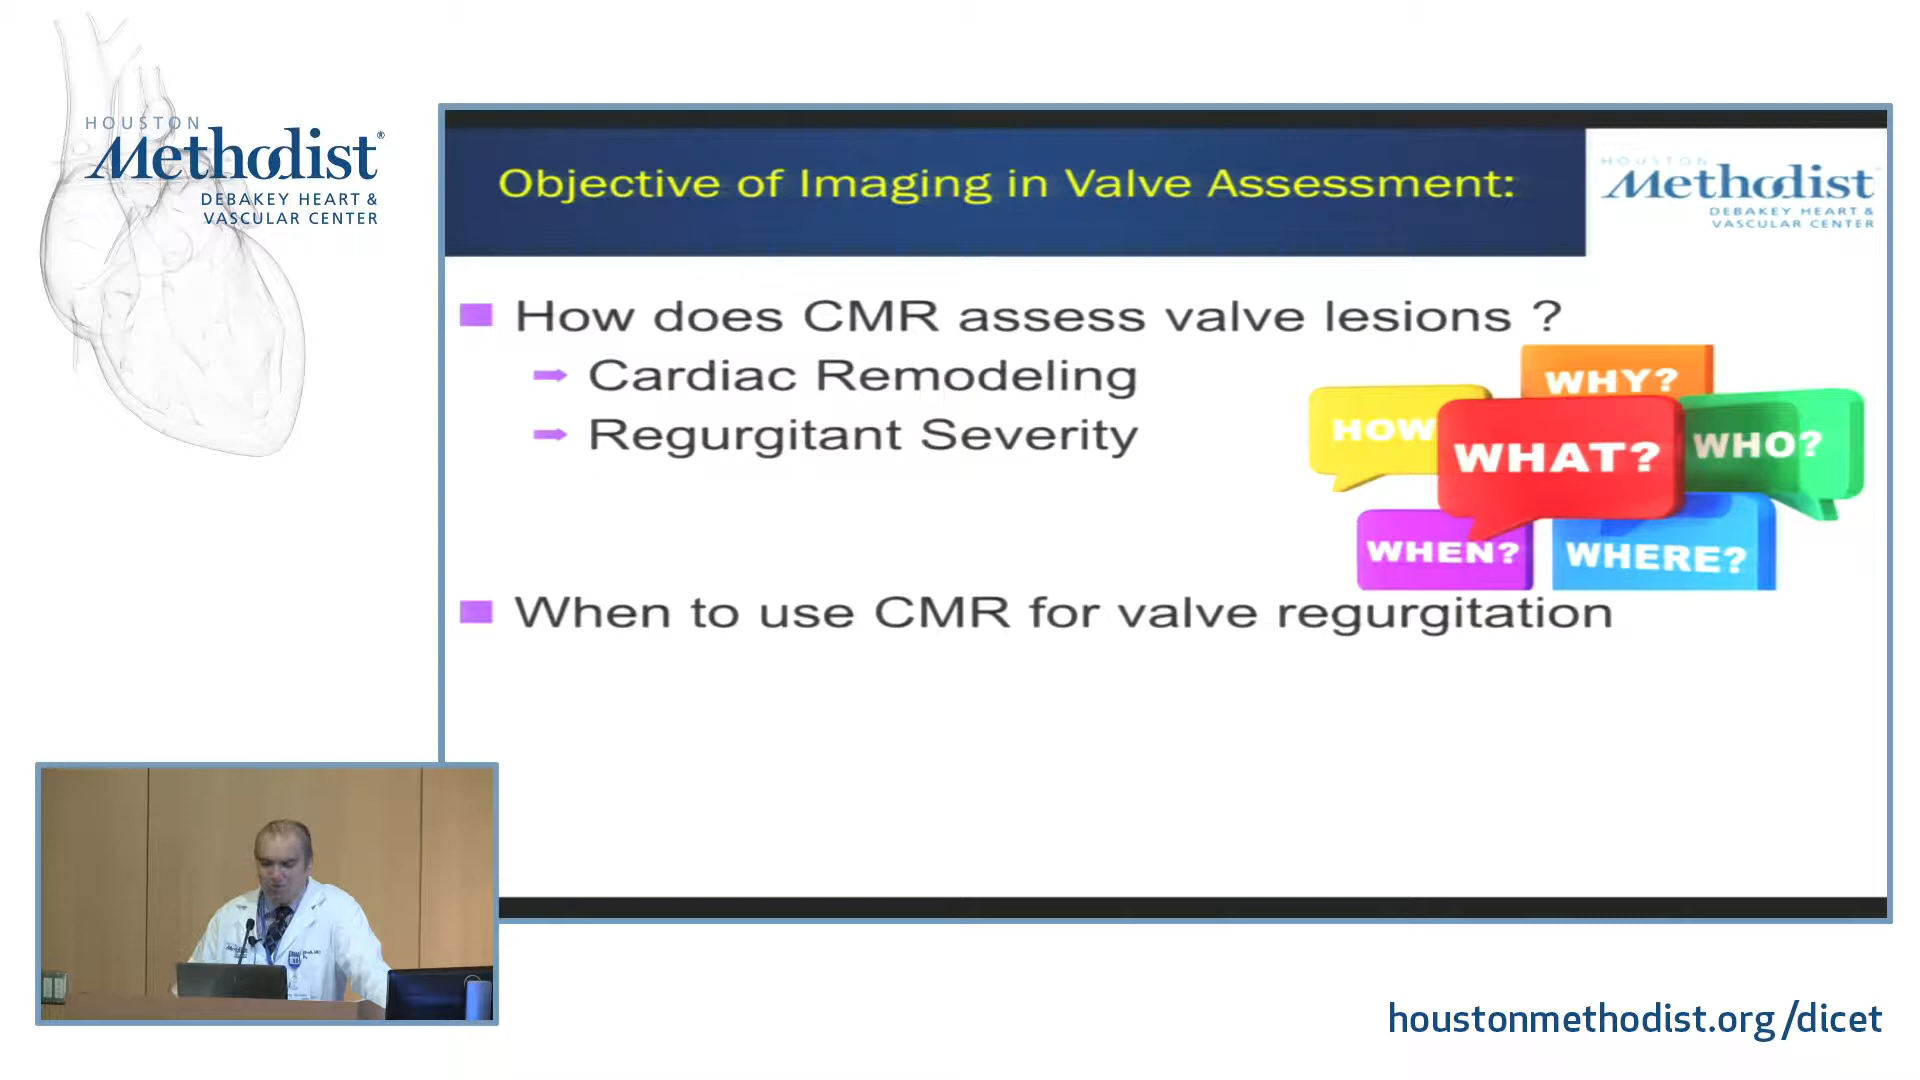 HOUSTON
Methodist®
DEBAKEY HEART &
VASCULAR CENTER
Objective of Imaging in Valve Assessment:
HOUSTON
Methodist
DEBAKEY HEART &
VASCULAR CENTER
How does CMR assess valve lesions ?
Cardiac Remodeling
Regurgitant Severity
WHY?
HOW
WHAT?
WHO?
WHEN?
WHERE?
When to use CMR for valve regurgitation
houstonmethodist.org/dicet